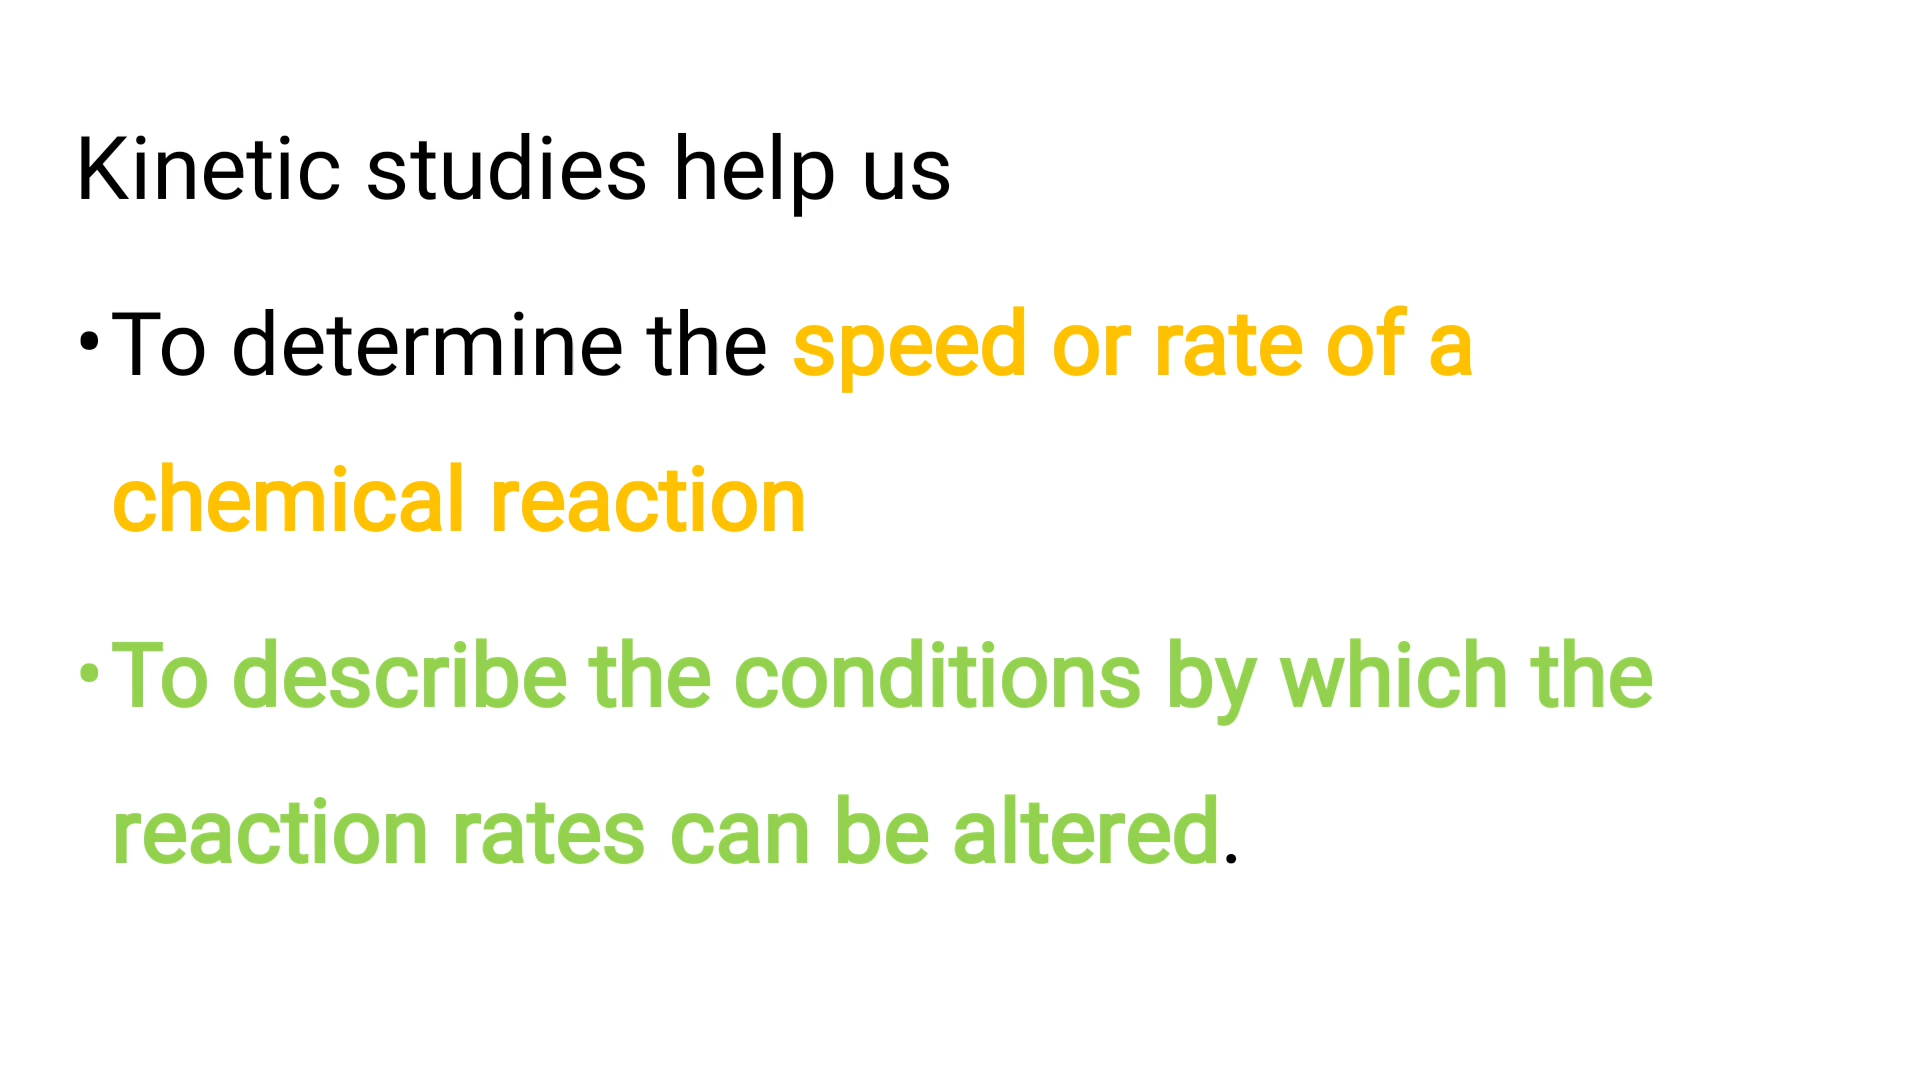 Kinetic studies help us
•To determine the speed or rate of a
chemical reaction
•To describe the conditions by which the
reaction rates can be altered.